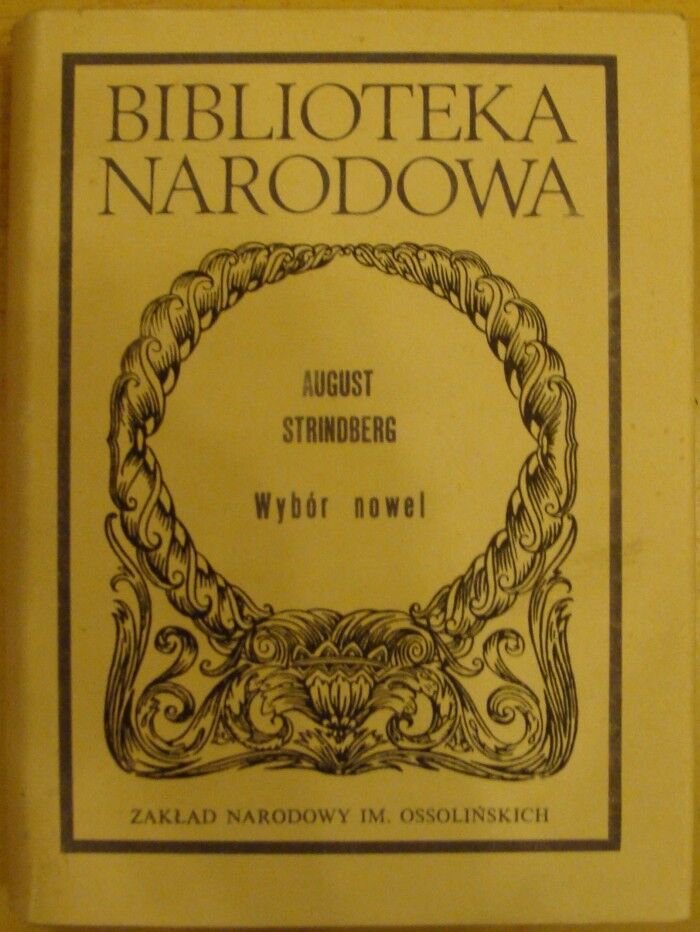 BIBLIOTEKA
NARODOWA
AUGUST
STRINDBERG
Wybór nowel
ZAKŁAD NARODOWY IM. OSSOLIŃSKICH